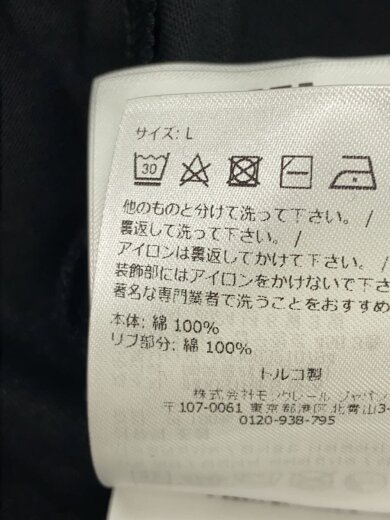 サイズ: L
30
他のものと分けて洗って下さい。 /
裏返して洗って下さい。 /
アイロンは裏返してかけて下さい。 /
装飾部にはアイロンをかけないで下さ
著名な専門業者で洗うことをおすすめ
本体: 綿 100%
リブ部分: 綿 100%
トルコ製
株式会社モンクレール ジャパン
〒107-0061 東京都港区北青山3-
0120-938-795